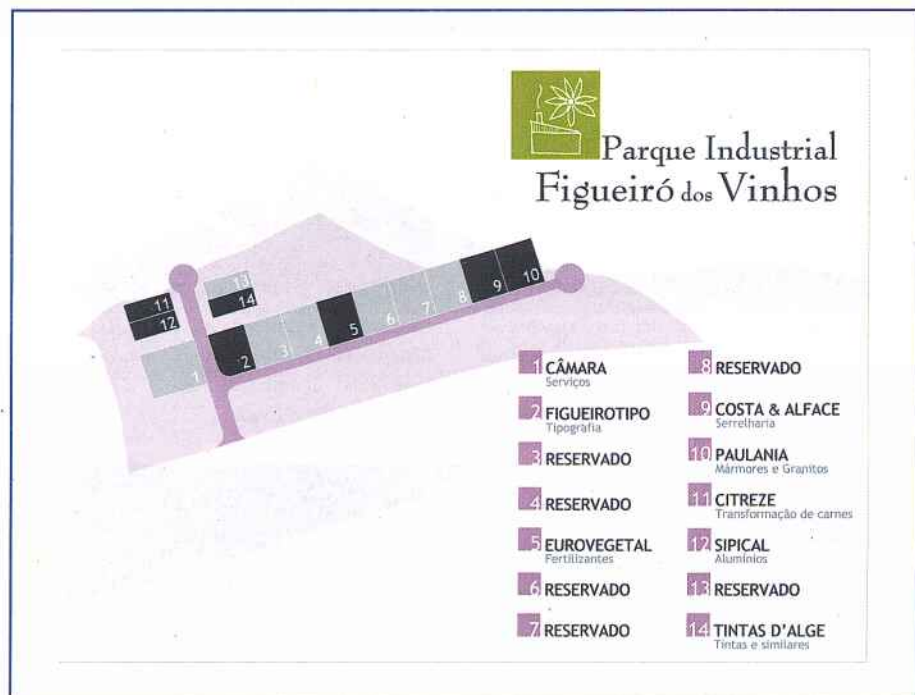 Parque Industrial
Figueiró dos Vinhos
11
12
13
14
1
2
3
4
5
6
7
8
9
10
1 CÂMARA
Serviços
2 FIGUEIROTIPO
Tipografia
3 RESERVADO
4 RESERVADO
5 EUROVEGETAL
Fertilizantes
6 RESERVADO
7 RESERVADO
8 RESERVADO
9 COSTA & ALFACE
Serrelharia
10 PAULANIA
Mármores e Granitos
11 CITREZE
Transformação de carnes
12 SIPICAL
Alumínios
13 RESERVADO
14 TINTAS D'ALGE
Tintas e similares